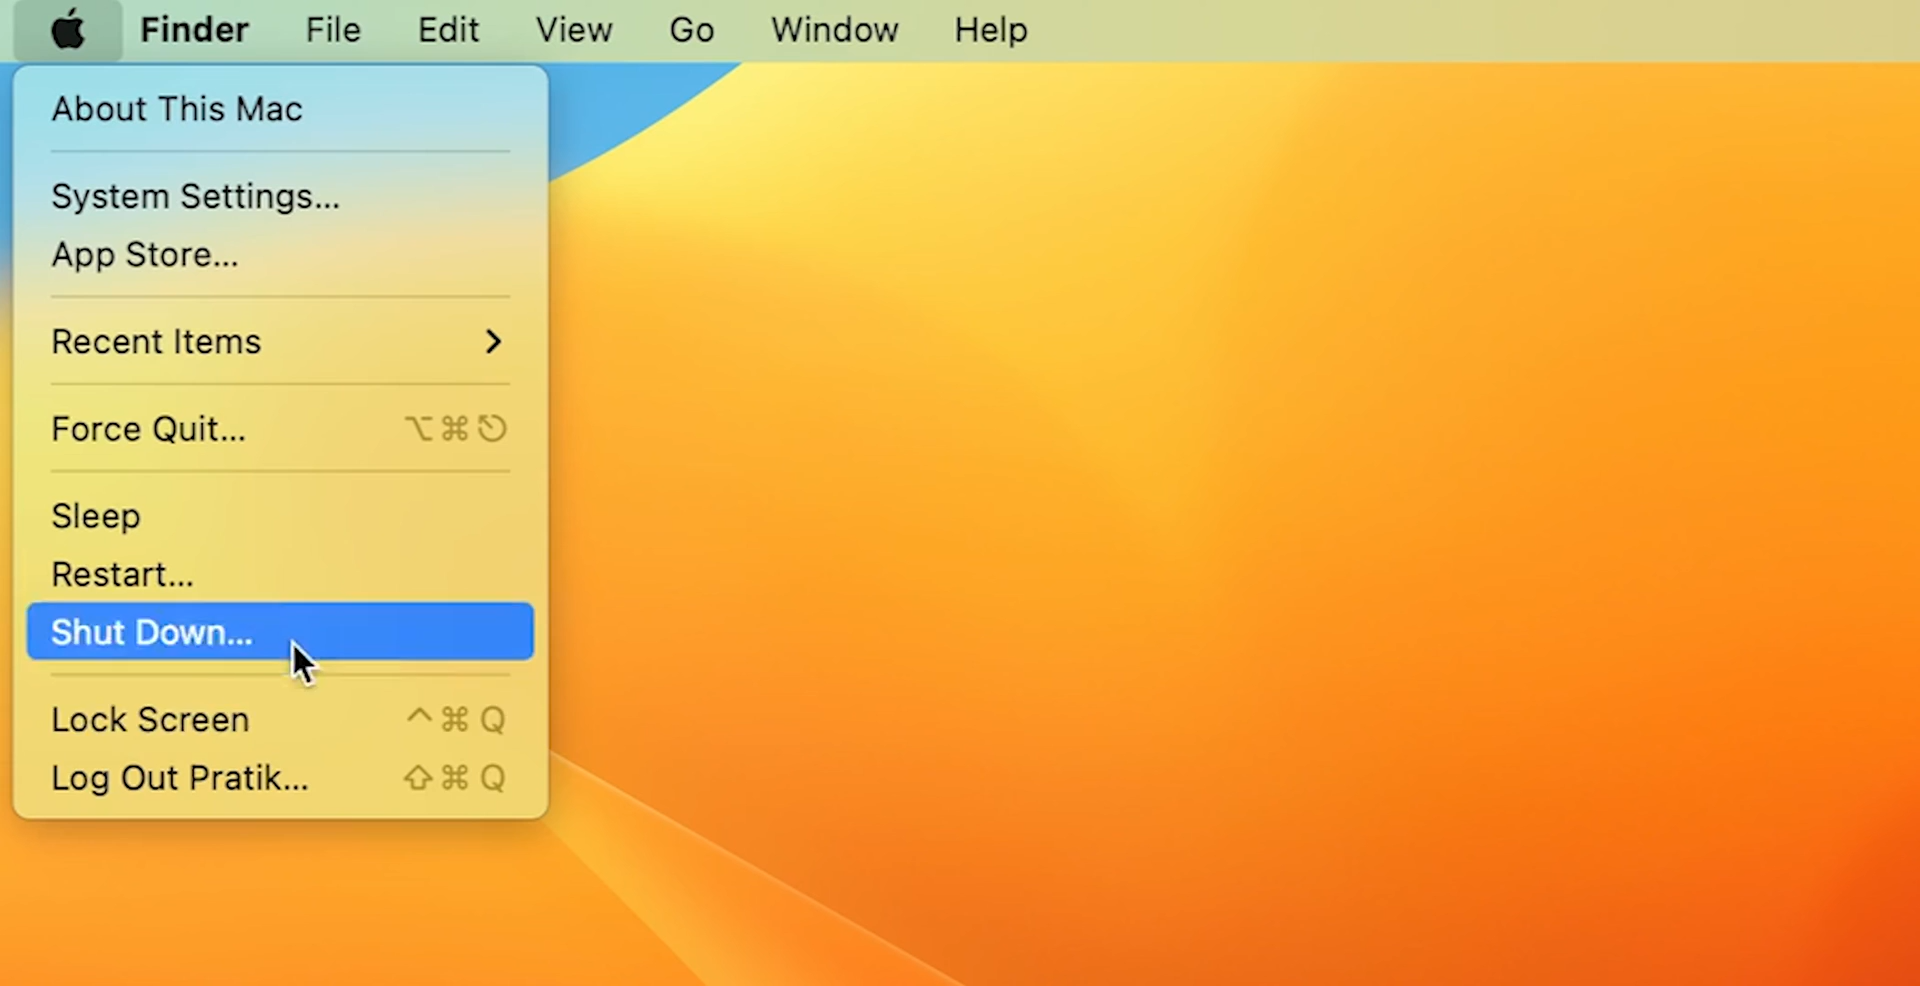 Finder File Edit View Go Window Help
About This Mac
System Settings...
App Store...
Recent Items
Force Quit... ⌥⌘⎋
Sleep
Restart...
Shut Down...
Lock Screen ^⌘Q
Log Out Pratik... ⇧⌘Q